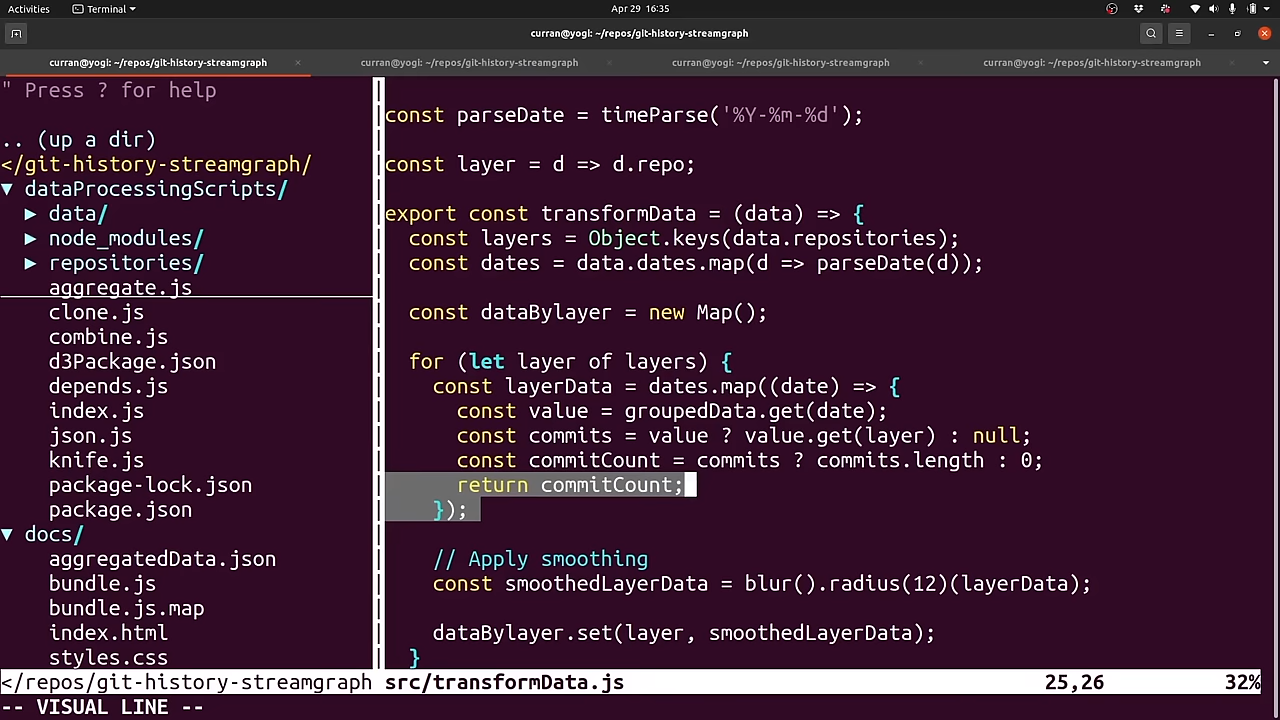 Activities
Terminal
Apr 29 16:35
curran@yogi: ~/repos/git-history-streamgraph
curran@yogi: ~/repos/git-history-streamgraph
curran@yogi: ~/repos/git-history-streamgraph
curran@yogi: ~/repos/git-history-streamgraph
curran@yogi: ~/repos/git-history-streamgraph
" Press ? for help
.. (up a dir)
</git-history-streamgraph/
▼ dataProcessingScripts/
▶ data/
▶ node_modules/
▶ repositories/
aggregate.js
clone.js
combine.js
d3Package.json
depends.js
index.js
json.js
knife.js
package-lock.json
package.json
▼ docs/
aggregatedData.json
bundle.js
bundle.js.map
index.html
styles.css
</repos/git-history-streamgraph
const parseDate = timeParse('%Y-%m-%d');
const layer = d => d.repo;
export const transformData = (data) => {
const layers = Object.keys(data.repositories);
const dates = data.dates.map(d => parseDate(d));
const dataBylayer = new Map();
for (let layer of layers) {
const layerData = dates.map((date) => {
const value = groupedData.get(date);
const commits = value ? value.get(layer) : null;
const commitCount = commits ? commits.length : 0;
return commitCount;
});
// Apply smoothing
const smoothedLayerData = blur().radius(12)(layerData);
dataBylayer.set(layer, smoothedLayerData);
}
src/transformData.js 25,26 32%
-- VISUAL LINE --